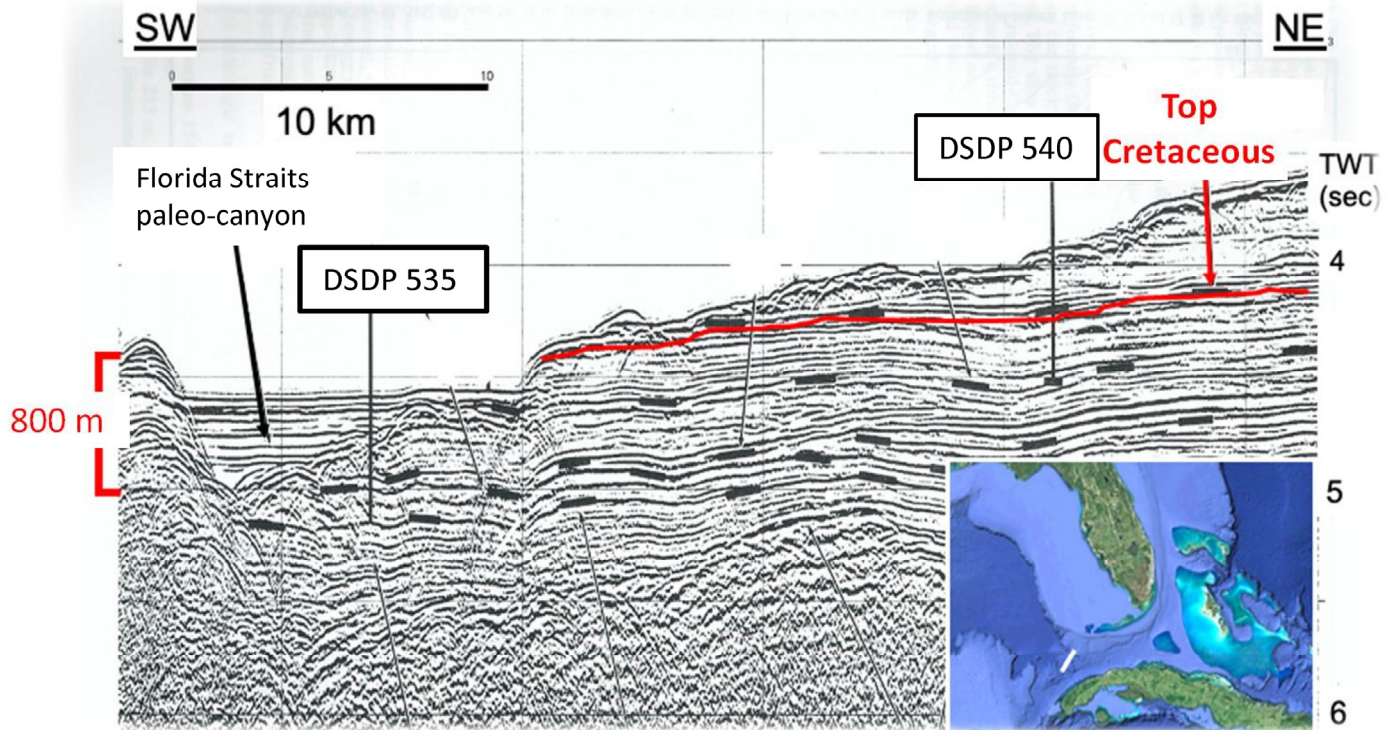 SW
NE
3
0 5 10
10 km
Florida Straits
paleo-canyon
DSDP 535
DSDP 540
Top
Cretaceous
TWT
(sec)
4
800 m
5
6